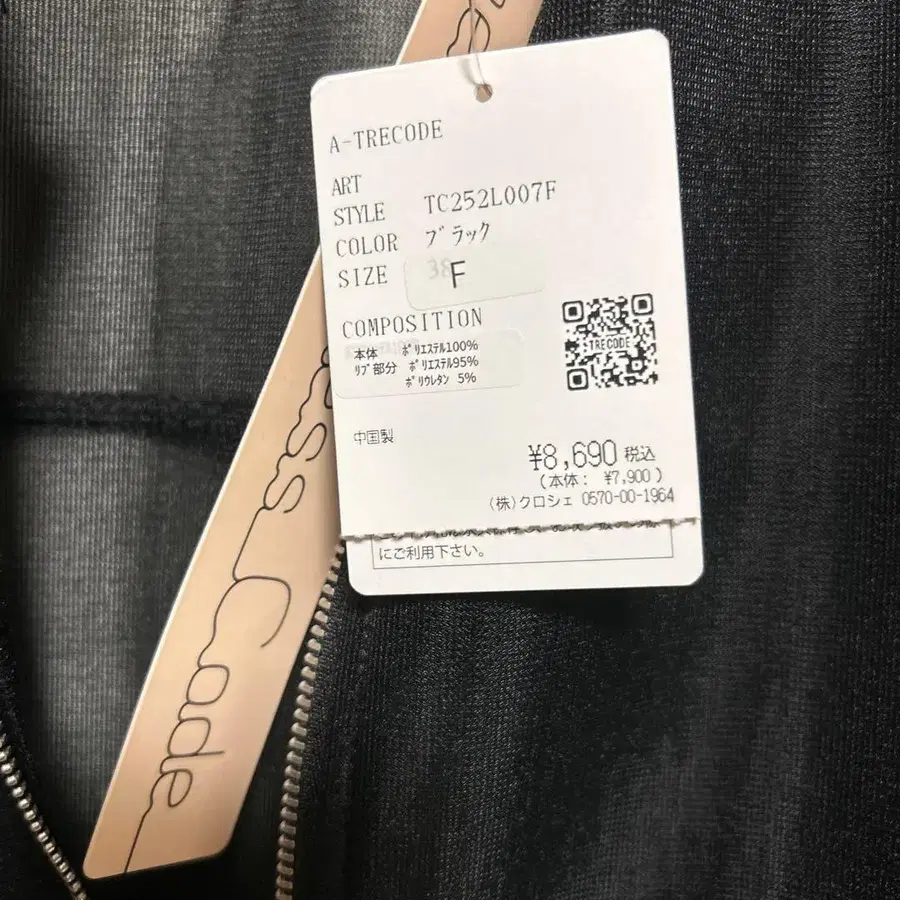 A-TRECODE
ART
STYLE TC252L007F
COLOR ブラック
SIZE 38 F
COMPOSITION
本体 ポリエステル100%
リブ部分 ポリエステル95%
ポリウレタン 5%
TRECODE
中国製
¥8,690 税込
(本体: ¥7,900)
(株)クロシェ 0570-00-1964
にご利用下さい。
Code